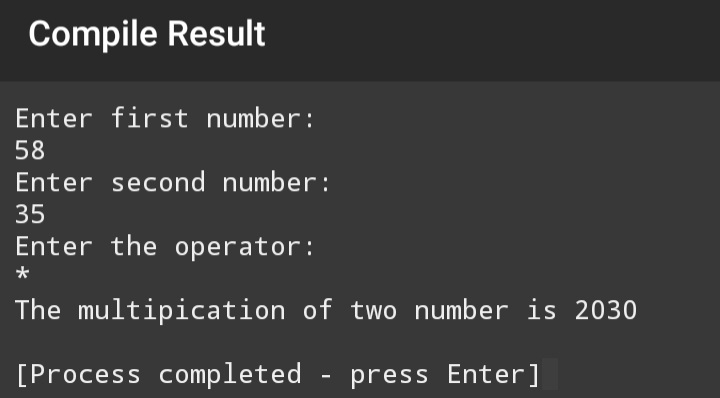 Compile Result
Enter first number:
58
Enter second number:
35
Enter the operator:
*
The multipication of two number is 2030
[Process completed - press Enter]